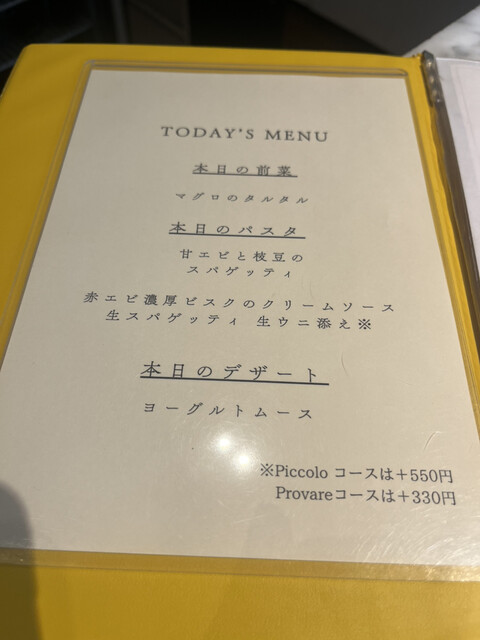 TODAY'S MENU
本日の前菜
マグロのタルタル
本日のパスタ
甘エビと枝豆の
スパゲッティ
赤エビ濃厚ビスクのクリームソース
生スパゲッティ 生ウニ添え※
本日のデザート
ヨーグルトムース
※Piccolo コースは＋550円
Provareコースは＋330円